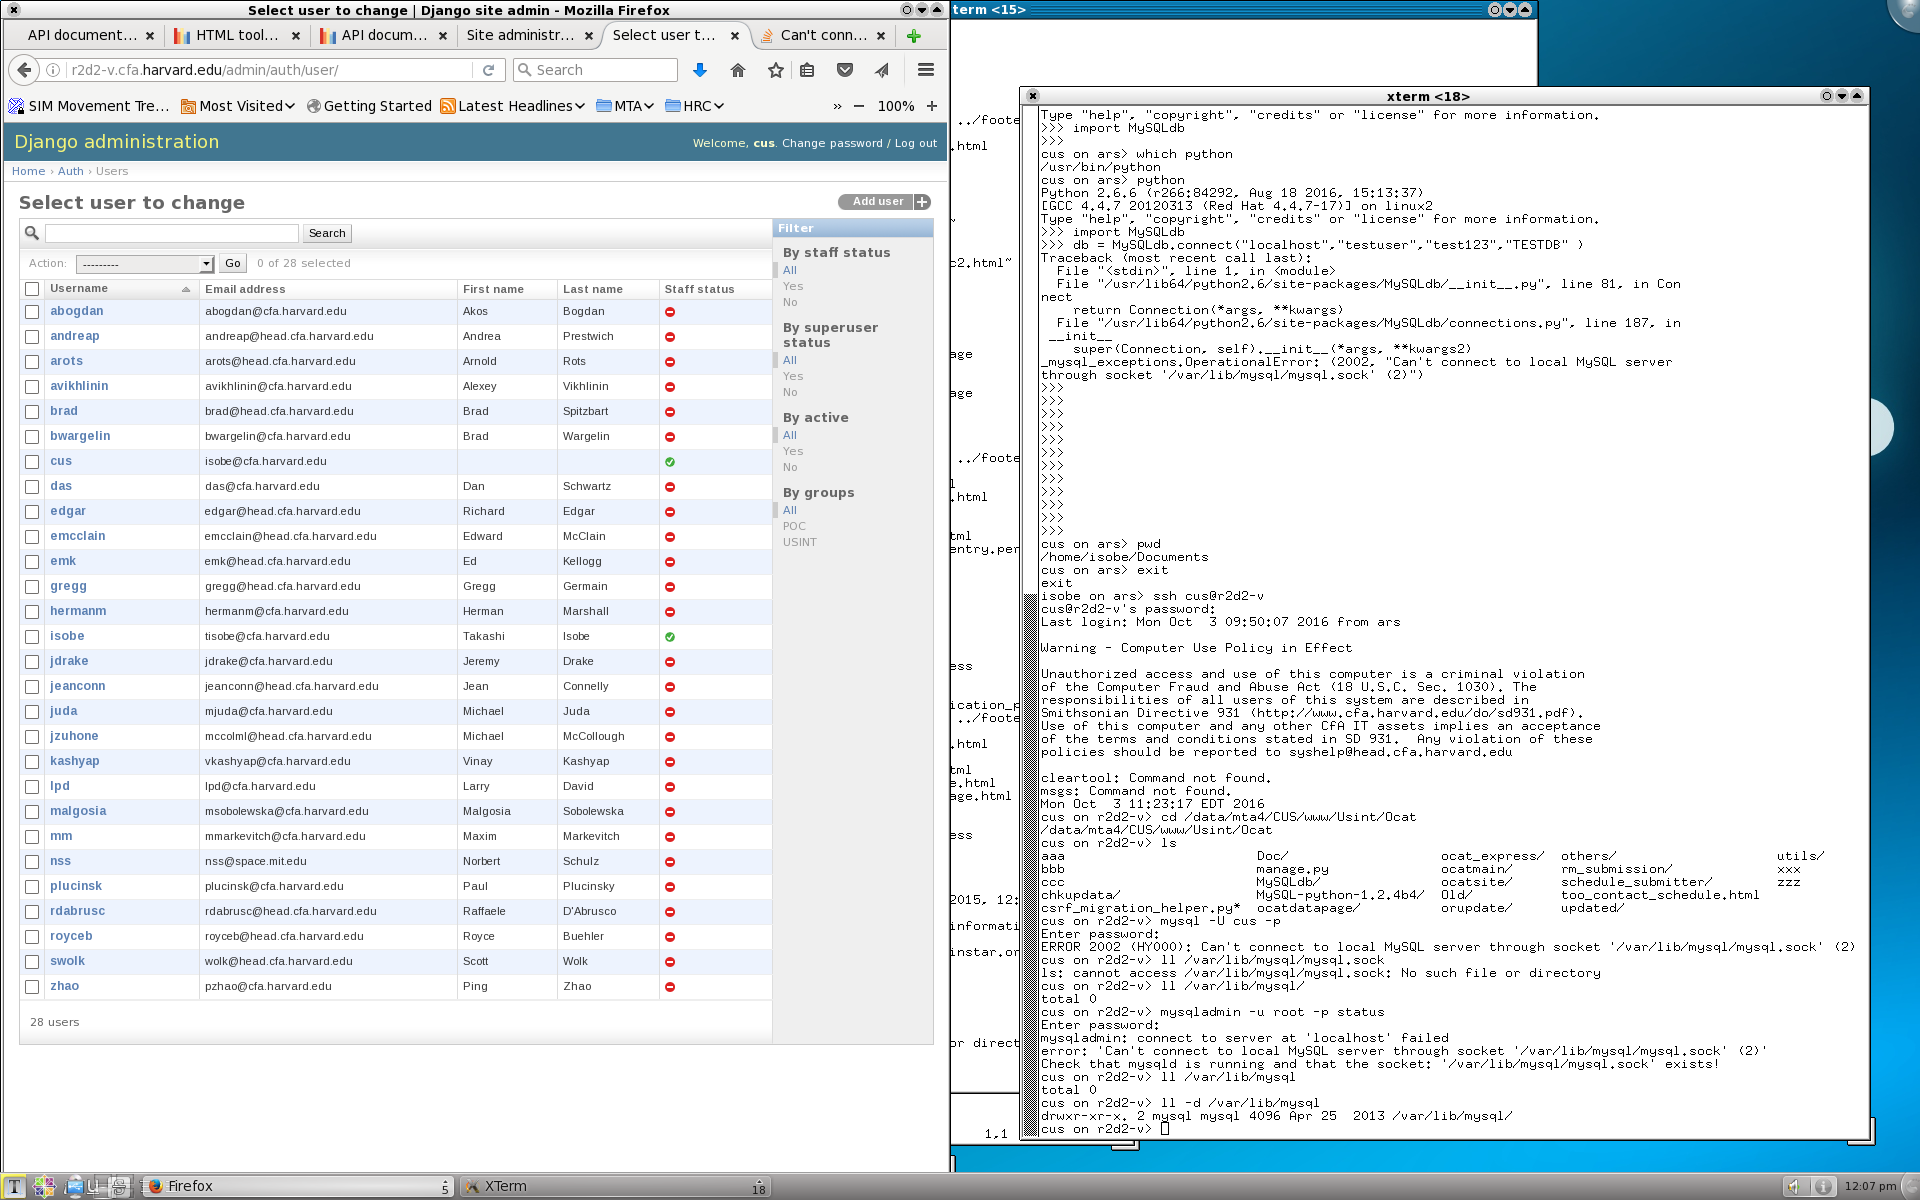 Select user to change | Django site admin - Mozilla Firefox
API document...
HTML tool...
API docum...
Site administr...
Select user t...
Can't conn...
r2d2-v.cfa.harvard.edu/admin/auth/user/
Search
SIM Movement Tre...
Most Visited
Getting Started
Latest Headlines
MTA
HRC
»
100%
Django administration
Welcome, cus. Change password / Log out
Home › Auth › Users
Select user to change
Add user
Search
Action:
---------
Go
0 of 28 selected
Username Email address First name Last name Staff status
abogdan abogdan@cfa.harvard.edu Akos Bogdan
andreap andreap@head.cfa.harvard.edu Andrea Prestwich
arots arots@head.cfa.harvard.edu Arnold Rots
avikhlinin avikhlinin@cfa.harvard.edu Alexey Vikhlinin
brad brad@head.cfa.harvard.edu Brad Spitzbart
bwargelin bwargelin@cfa.harvard.edu Brad Wargelin
cus isobe@cfa.harvard.edu
das das@cfa.harvard.edu Dan Schwartz
edgar edgar@head.cfa.harvard.edu Richard Edgar
emcclain emcclain@head.cfa.harvard.edu Edward McClain
emk emk@head.cfa.harvard.edu Ed Kellogg
gregg gregg@head.cfa.harvard.edu Gregg Germain
hermanm hermanm@cfa.harvard.edu Herman Marshall
isobe tisobe@cfa.harvard.edu Takashi Isobe
jdrake jdrake@cfa.harvard.edu Jeremy Drake
jeanconn jeanconn@head.cfa.harvard.edu Jean Connelly
juda mjuda@cfa.harvard.edu Michael Juda
jzuhone mccolml@head.cfa.harvard.edu Michael McCollough
kashyap vkashyap@cfa.harvard.edu Vinay Kashyap
lpd lpd@cfa.harvard.edu Larry David
malgosia msobolewska@cfa.harvard.edu Malgosia Sobolewska
mm mmarkevitch@cfa.harvard.edu Maxim Markevitch
nss nss@space.mit.edu Norbert Schulz
plucinsk plucinsk@cfa.harvard.edu Paul Plucinsky
rdabrusc rdabrusc@head.cfa.harvard.edu Raffaele D'Abrusco
royceb royceb@head.cfa.harvard.edu Royce Buehler
swolk wolk@head.cfa.harvard.edu Scott Wolk
zhao pzhao@cfa.harvard.edu Ping Zhao
28 users
Filter
By staff status
All
Yes
No
By superuser
status
All
Yes
No
By active
All
Yes
No
By groups
All
POC
USINT
term <15>
../foote
.html
~
c2.html~
age
age
../foote
l
.html
tml
entry.per
ess
ication_p
../foote
.html
tml
e.html
age.html
ess
2015, 12:
informati
instar.or
or direct
1,1
xterm <18>
Type "help", "copyright", "credits" or "license" for more information.
>>> import MySQLdb
>>>
cus on ars> which python
/usr/bin/python
cus on ars> python
Python 2.6.6 (r266:84292, Aug 18 2016, 15:13:37)
[GCC 4.4.7 20120313 (Red Hat 4.4.7-17)] on linux2
Type "help", "copyright", "credits" or "license" for more information.
>>> import MySQLdb
>>> db = MySQLdb.connect("localhost","testuser","test123","TESTDB" )
Traceback (most recent call last):
  File "<stdin>", line 1, in <module>
  File "/usr/lib64/python2.6/site-packages/MySQLdb/__init__.py", line 81, in Con
nect
    return Connection(*args, **kwargs)
  File "/usr/lib64/python2.6/site-packages/MySQLdb/connections.py", line 187, in
 __init__
    super(Connection, self).__init__(*args, **kwargs2)
_mysql_exceptions.OperationalError: (2002, "Can't connect to local MySQL server
through socket '/var/lib/mysql/mysql.sock' (2)")
>>>
>>>
>>>
>>>
>>>
>>>
>>>
>>>
>>>
>>>
>>>
>>>
cus on ars> pwd
/home/isobe/Documents
cus on ars> exit
exit
isobe on ars> ssh cus@r2d2-v
cus@r2d2-v's password:
Last login: Mon Oct  3 09:50:07 2016 from ars
Warning - Computer Use Policy in Effect
Unauthorized access and use of this computer is a criminal violation
of the Computer Fraud and Abuse Act (18 U.S.C. Sec. 1030). The
responsibilities of all users of this system are described in
Smithsonian Directive 931 (http://www.cfa.harvard.edu/do/sd931.pdf).
Use of this computer and any other CfA IT assets implies an acceptance
of the terms and conditions stated in SD 931.  Any violation of these
policies should be reported to syshelp@head.cfa.harvard.edu
cleartool: Command not found.
msgs: Command not found.
Mon Oct  3 11:23:17 EDT 2016
cus on r2d2-v> cd /data/mta4/CUS/www/Usint/Ocat
/data/mta4/CUS/www/Usint/Ocat
cus on r2d2-v> ls
aaa Doc/ ocat_express/ others/ utils/
bbb manage.py ocatmain/ rm_submission/ xxx
ccc MySQLdb/ ocatsite/ schedule_submitter/ zzz
chkupdata/ MySQL-python-1.2.4b4/ Old/ too_contact_schedule.html
csrf_migration_helper.py* ocatdatapage/ orupdate/ updated/
cus on r2d2-v> mysql -U cus -p
Enter password:
ERROR 2002 (HY000): Can't connect to local MySQL server through socket '/var/lib/mysql/mysql.sock' (2)
cus on r2d2-v> ll /var/lib/mysql/mysql.sock
ls: cannot access /var/lib/mysql/mysql.sock: No such file or directory
cus on r2d2-v> ll /var/lib/mysql/
total 0
cus on r2d2-v> mysqladmin -u root -p status
Enter password:
mysqladmin: connect to server at 'localhost' failed
error: 'Can't connect to local MySQL server through socket '/var/lib/mysql/mysql.sock' (2)'
Check that mysqld is running and that the socket: '/var/lib/mysql/mysql.sock' exists!
cus on r2d2-v> ll /var/lib/mysql
total 0
cus on r2d2-v> ll -d /var/lib/mysql
drwxr-xr-x. 2 mysql mysql 4096 Apr 25  2013 /var/lib/mysql/
cus on r2d2-v>
Firefox
5
XTerm
18
12:07 pm